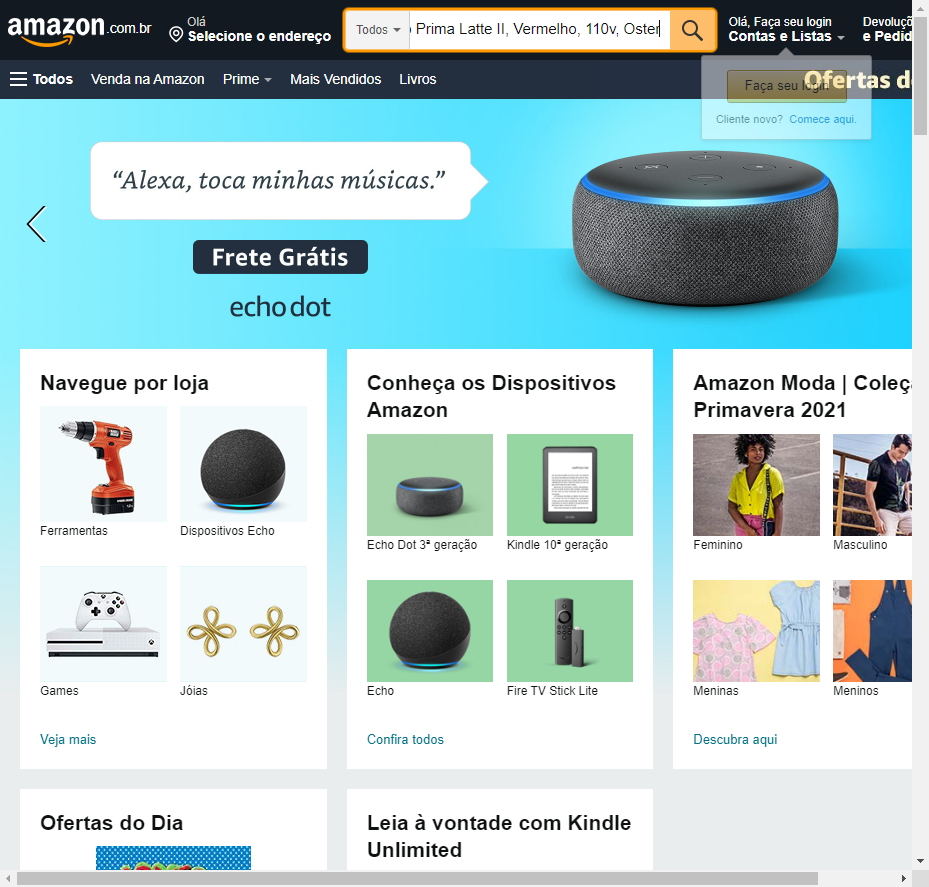 amazon.com.br
Olá
Selecione o endereço
Todos
Prima Latte II, Vermelho, 110v, Oster
Olá, Faça seu login
Contas e Listas
Devoluçõ
e Pedid
Todos
Venda na Amazon
Prime
Mais Vendidos
Livros
Ofertas d
Faça seu login
Cliente novo? Comece aqui.
“Alexa, toca minhas músicas.”
Frete Grátis
echo dot
Navegue por loja
Ferramentas
Dispositivos Echo
Games
Jóias
Veja mais
Conheça os Dispositivos
Amazon
Echo Dot 3ª geração
Kindle 10ª geração
Echo
Fire TV Stick Lite
Confira todos
Amazon Moda | Coleç
Primavera 2021
Feminino
Masculino
Meninas
Meninos
Descubra aqui
Ofertas do Dia
Leia à vontade com Kindle
Unlimited